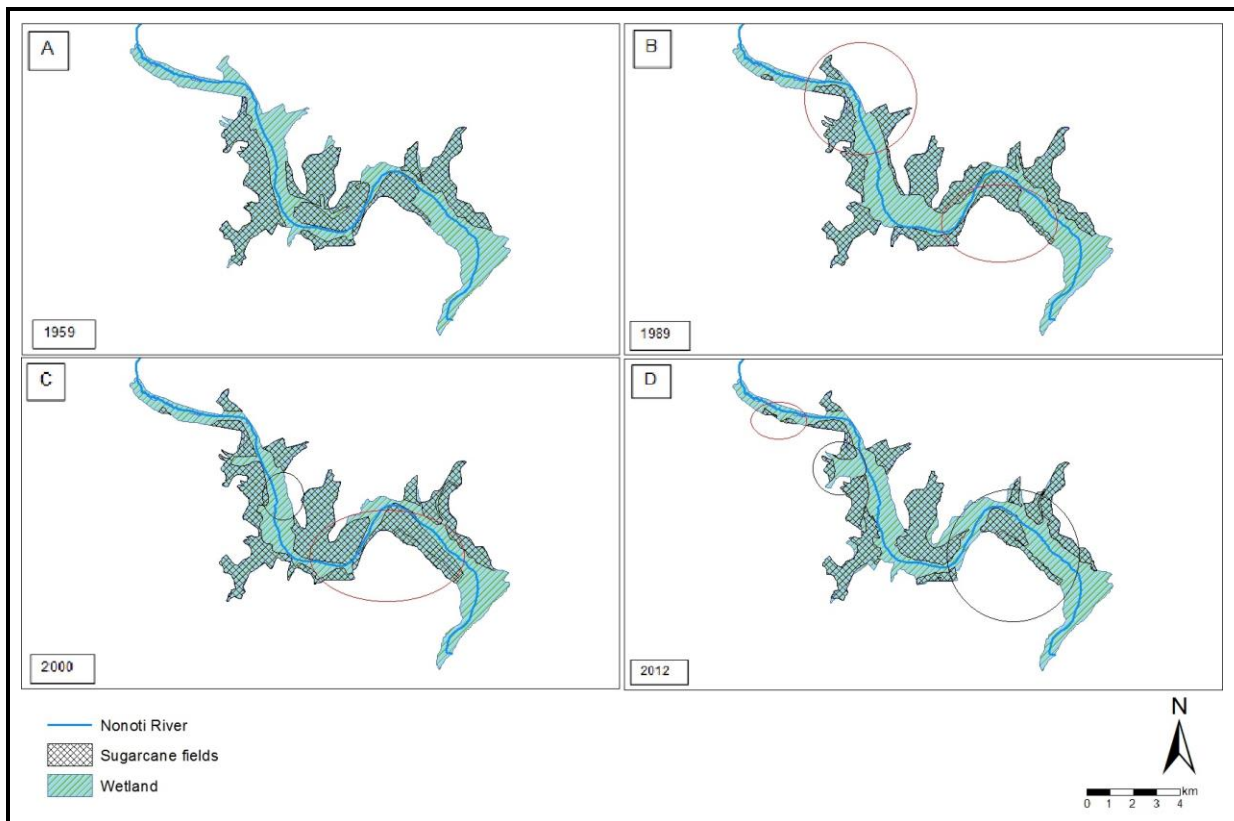 A
1959
B
1989
C
2000
D
2012
Nonoti River
Sugarcane fields
Wetland
N
km
0 1 2 3 4